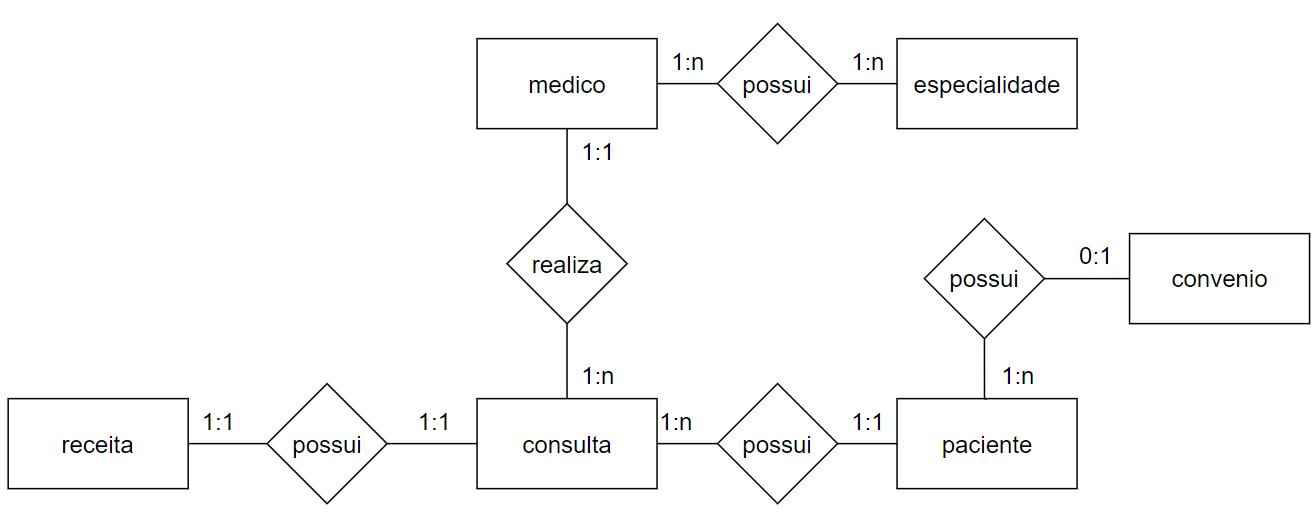 medico
1:n
possui
1:n
especialidade
1:1
realiza
possui
0:1
convenio
1:n
1:n
receita
1:1
possui
1:1
consulta
1:n
possui
1:1
paciente